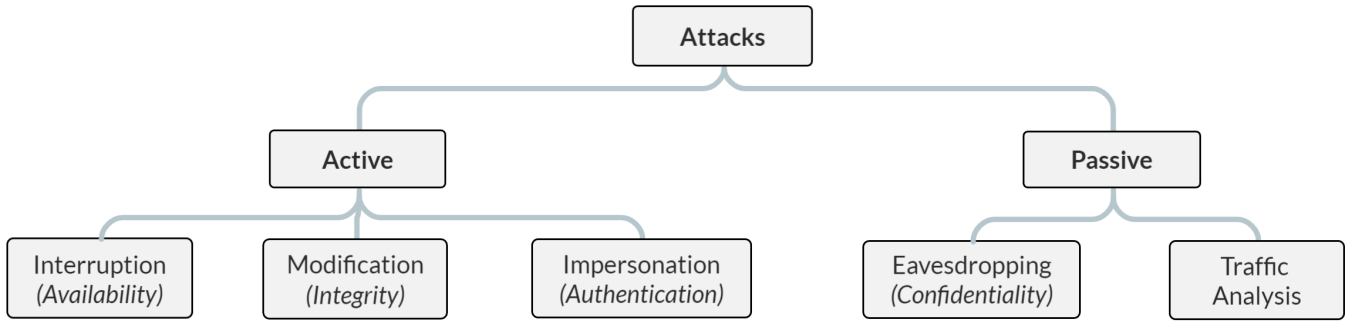 Attacks
Active
Passive
Interruption
(Availability)
Modification
(Integrity)
Impersonation
(Authentication)
Eavesdropping
(Confidentiality)
Traffic
Analysis